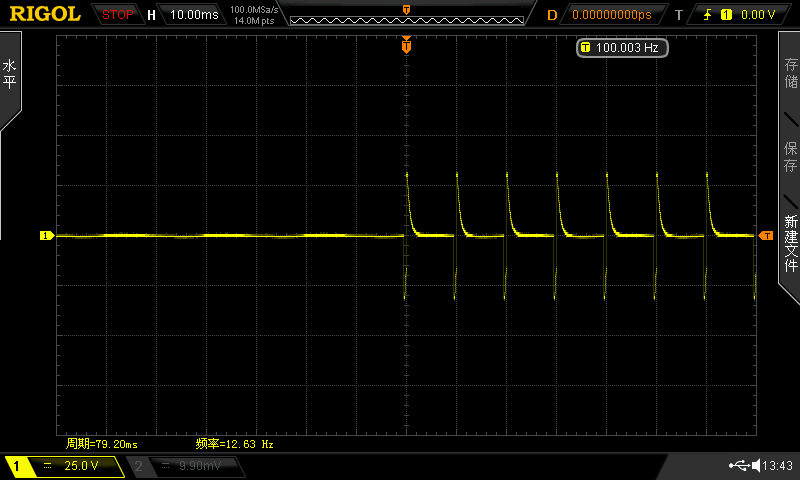 RIGOL STOP H 10.00ms 100.0MSa/s 14.0M pts T D 0.00000000ps T 1 0.00 V
T
T 100.003 Hz
水平
存储
保存
新建文件
1
T
周期=79.20ms 频率=12.63 Hz
1 25.0 V 2 9.90mV 13:43